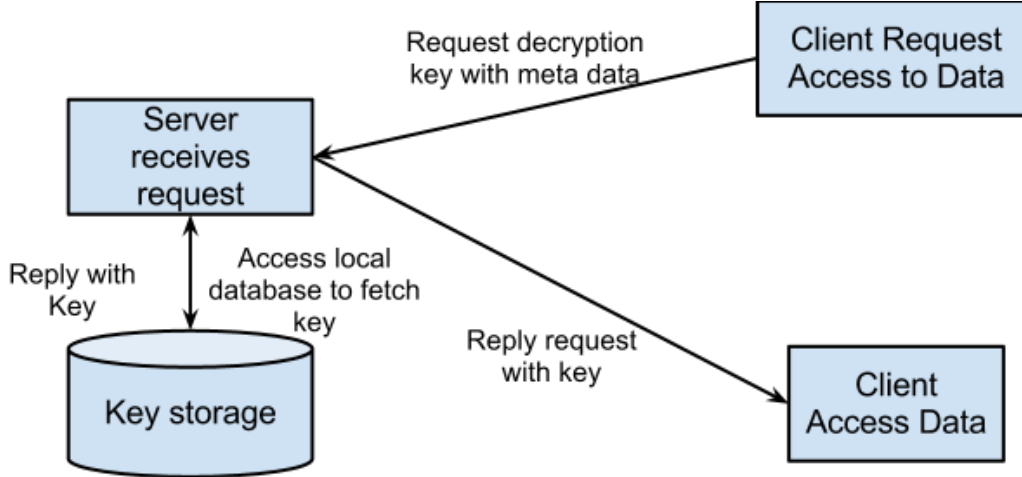 Request decryption
key with meta data
Client Request
Access to Data
Server
receives
request
Reply with
Key
Access local
database to fetch
key
Reply request
with key
Key storage
Client
Access Data